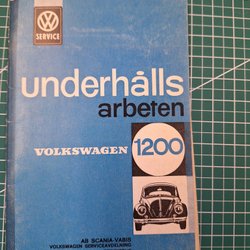 VW
SERVICE
underhålls
arbeten
VOLKSWAGEN 1200
AB SCANIA-VABIS
VOLKSWAGEN SERVICEAVDELNING